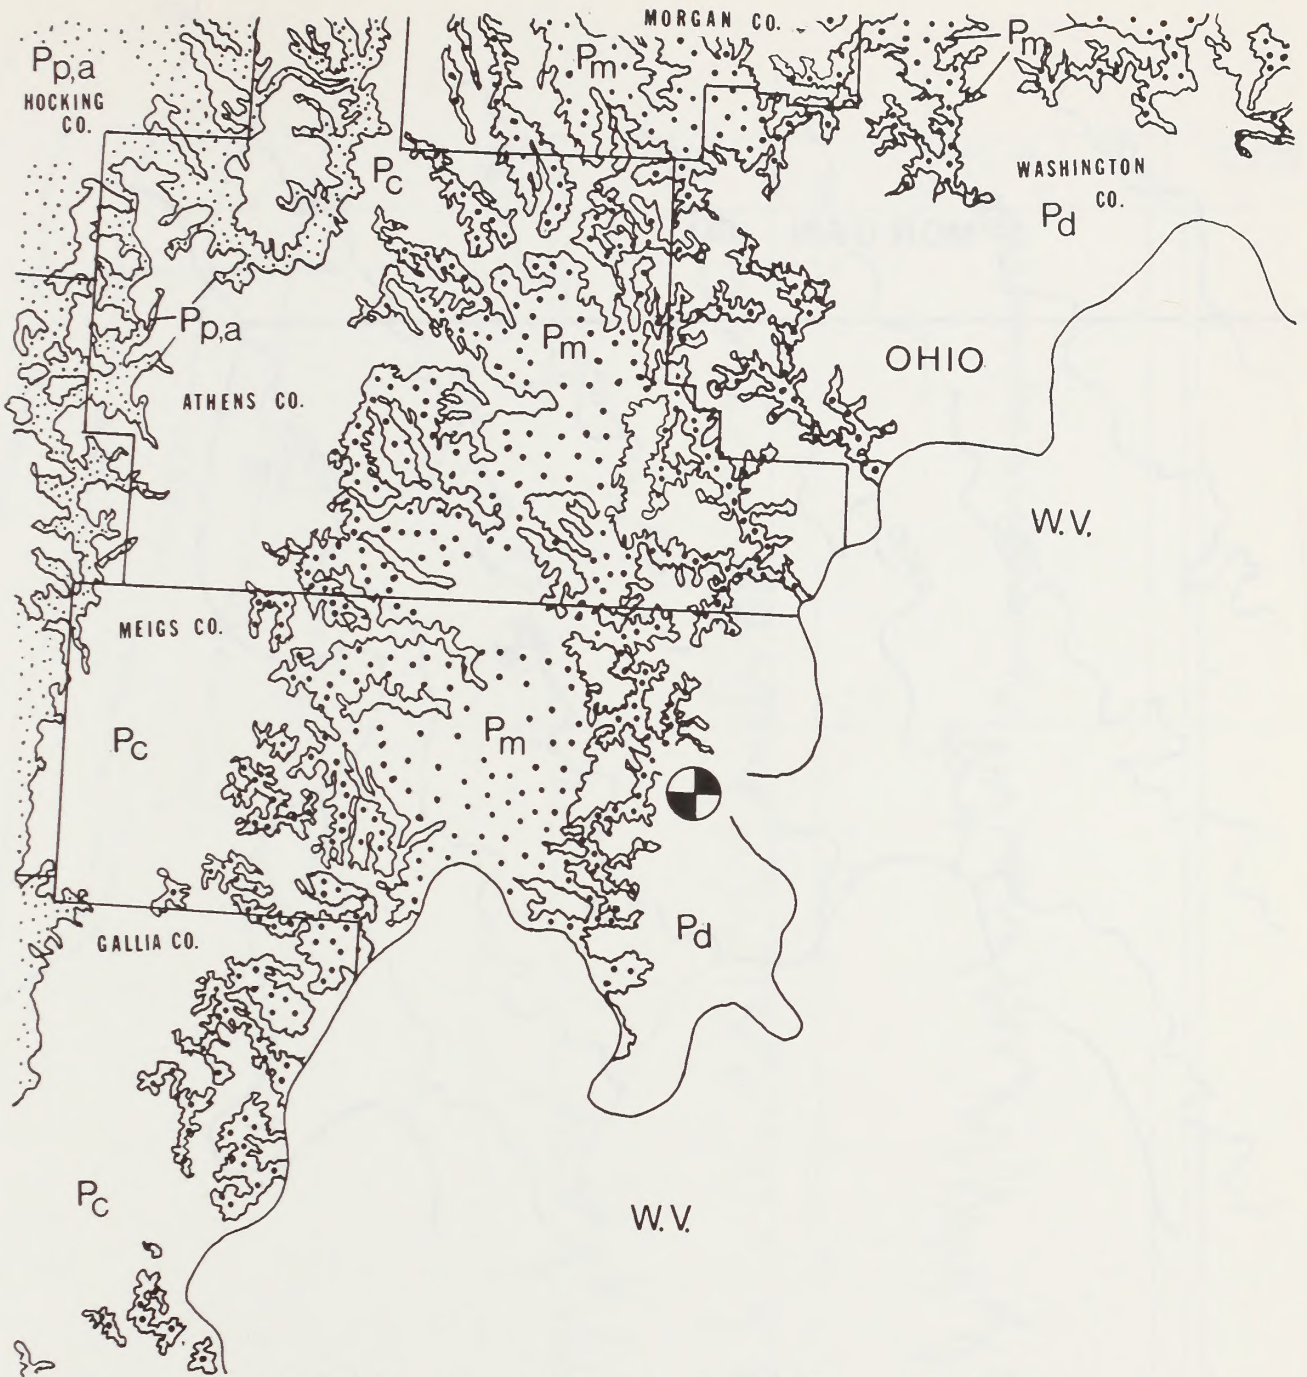 MORGAN CO.
Pm
Pm
Pp,a
HOCKING
CO.
Pc
WASHINGTON
CO.
Pd
Pp,a
Pm
OHIO
ATHENS CO.
W.V.
MEIGS CO.
Pc
Pm
Pd
GALLIA CO.
Pc
W.V.